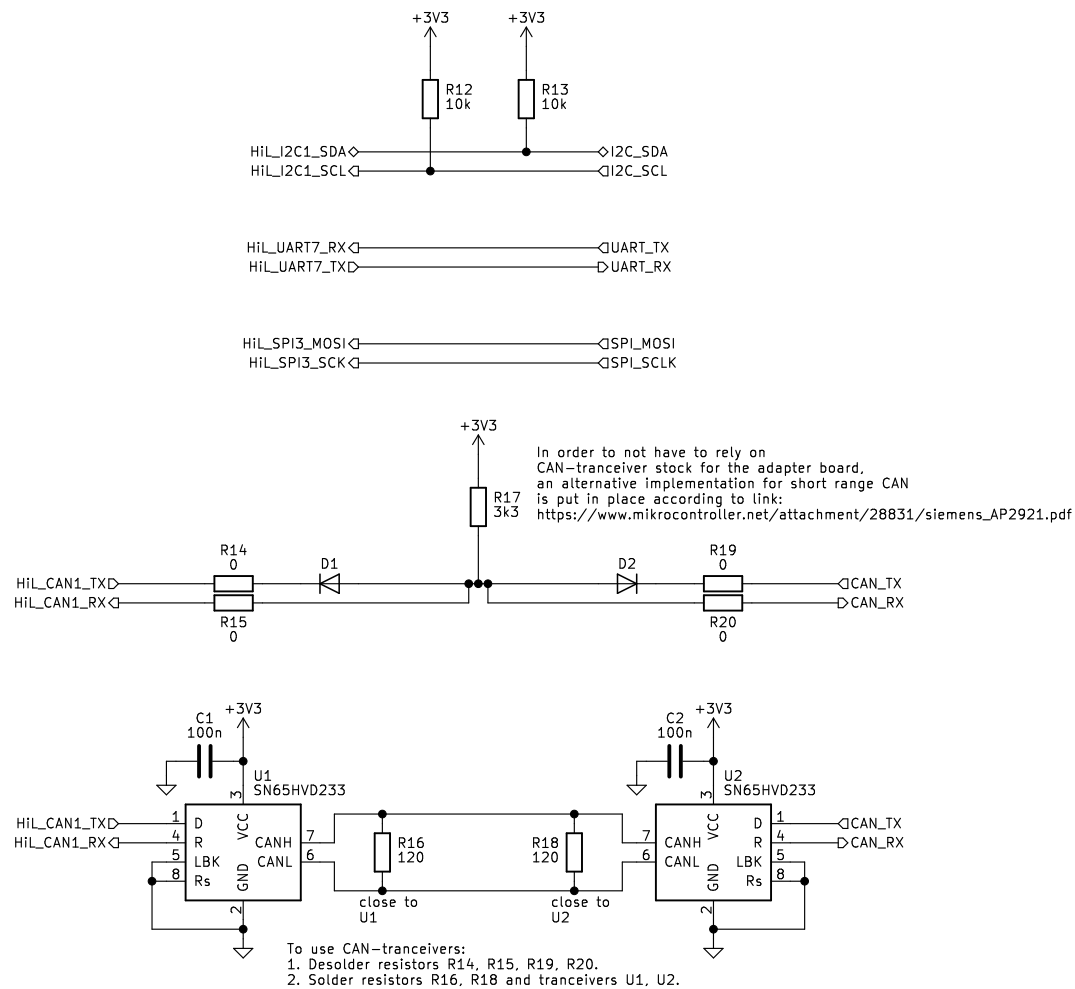 +3V3 +3V3
R12 R13
10k 10k
HiL_I2C1_SDA I2C_SDA
HiL_I2C1_SCL I2C_SCL
HiL_UART7_RX UART_TX
HiL_UART7_TX UART_RX
HiL_SPI3_MOSI SPI_MOSI
HiL_SPI3_SCK SPI_SCLK
+3V3
In order to not have to rely on
CAN-tranceiver stock for the adapter board,
an alternative implementation for short range CAN
is put in place according to link:
https://www.mikrocontroller.net/attachment/28831/siemens_AP2921.pdf
R17
3k3
R14 D1 D2 R19
0 0
HiL_CAN1_TX CAN_TX
HiL_CAN1_RX CAN_RX
R15 R20
0 0
+3V3 +3V3
C1 C2
100n 100n
U1 U2
SN65HVD233 SN65HVD233
3 3
HiL_CAN1_TX 1 D VCC VCC D 1 CAN_TX
HiL_CAN1_RX 4 R CANH 7 R16 R18 7 CANH R 4 CAN_RX
5 LBK CANL 6 120 120 6 CANL LBK 5
8 Rs GND GND Rs 8
2 2
close to close to
U1 U2
To use CAN-tranceivers:
1. Desolder resistors R14, R15, R19, R20.
2. Solder resistors R16, R18 and tranceivers U1, U2.